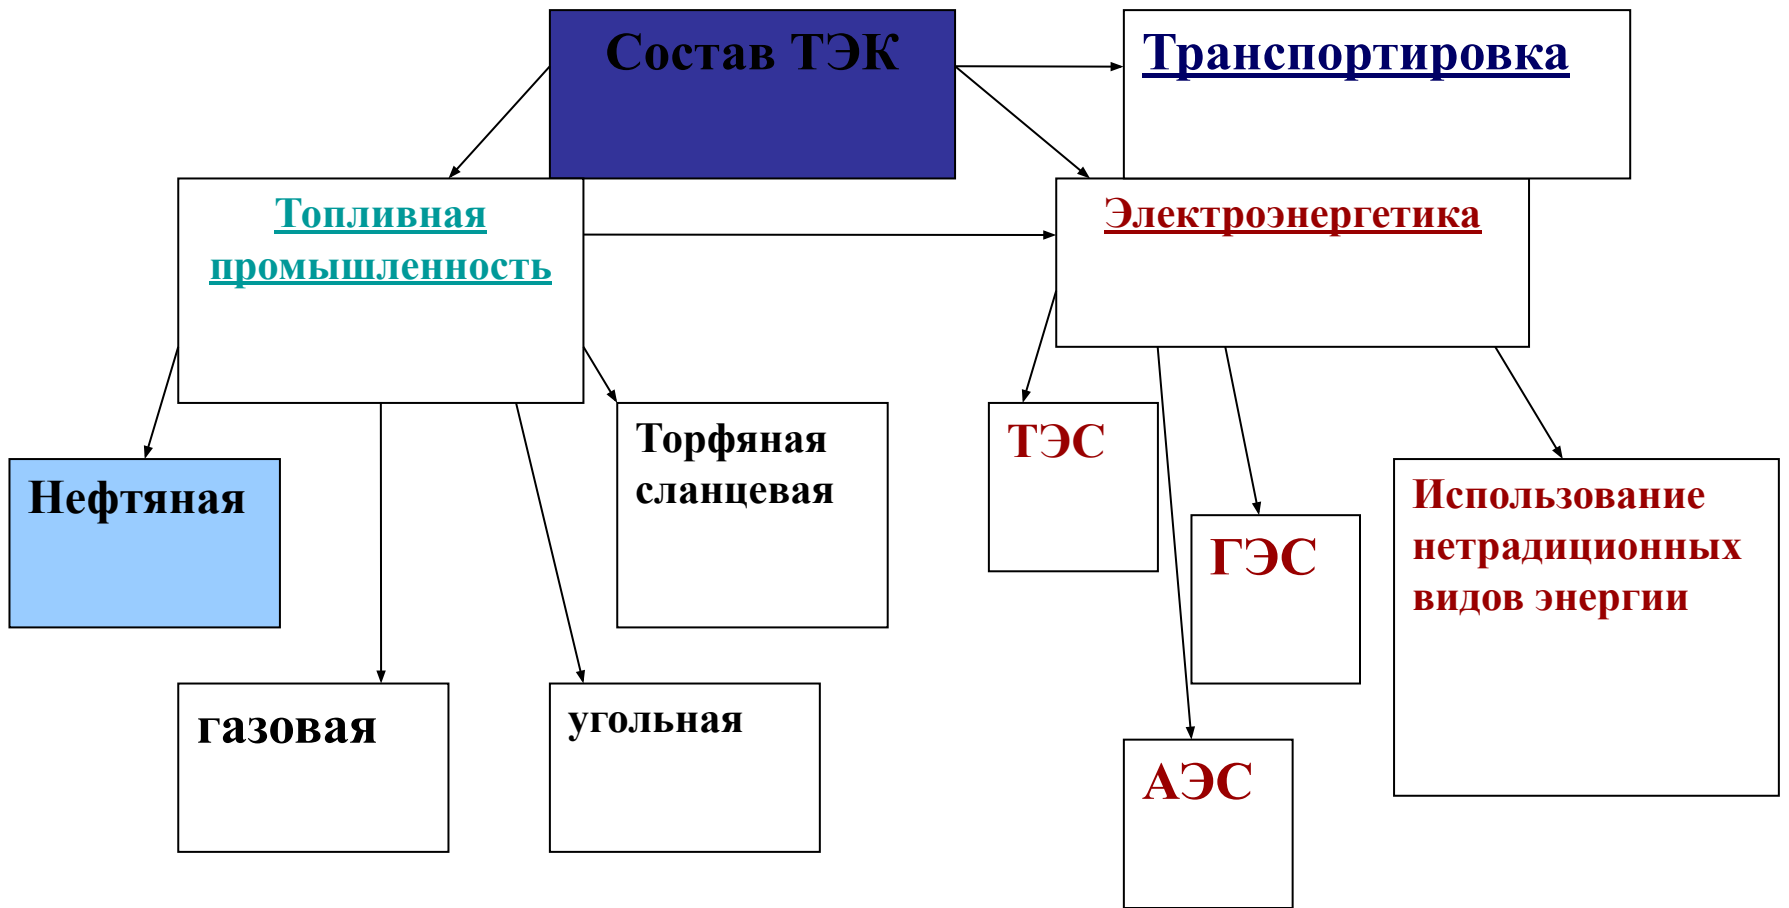 Состав ТЭК
Транспортировка
Топливная
промышленность
Электроэнергетика
Нефтяная
Торфяная
сланцевая
ТЭС
ГЭС
Использование
нетрадиционных
видов энергии
газовая
угольная
АЭС